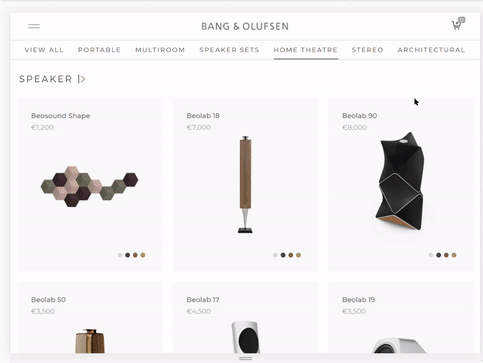 BANG & OLUFSEN
VIEW ALL PORTABLE MULTIROOM SPEAKER SETS HOME THEATRE STEREO ARCHITECTURAL
SPEAKER
Beosound Shape Beolab 18 Beolab 90
€1,200 €7,000 €8,000
Beolab 50 Beolab 17 Beolab 19
€3,500 €4,500 €3,500